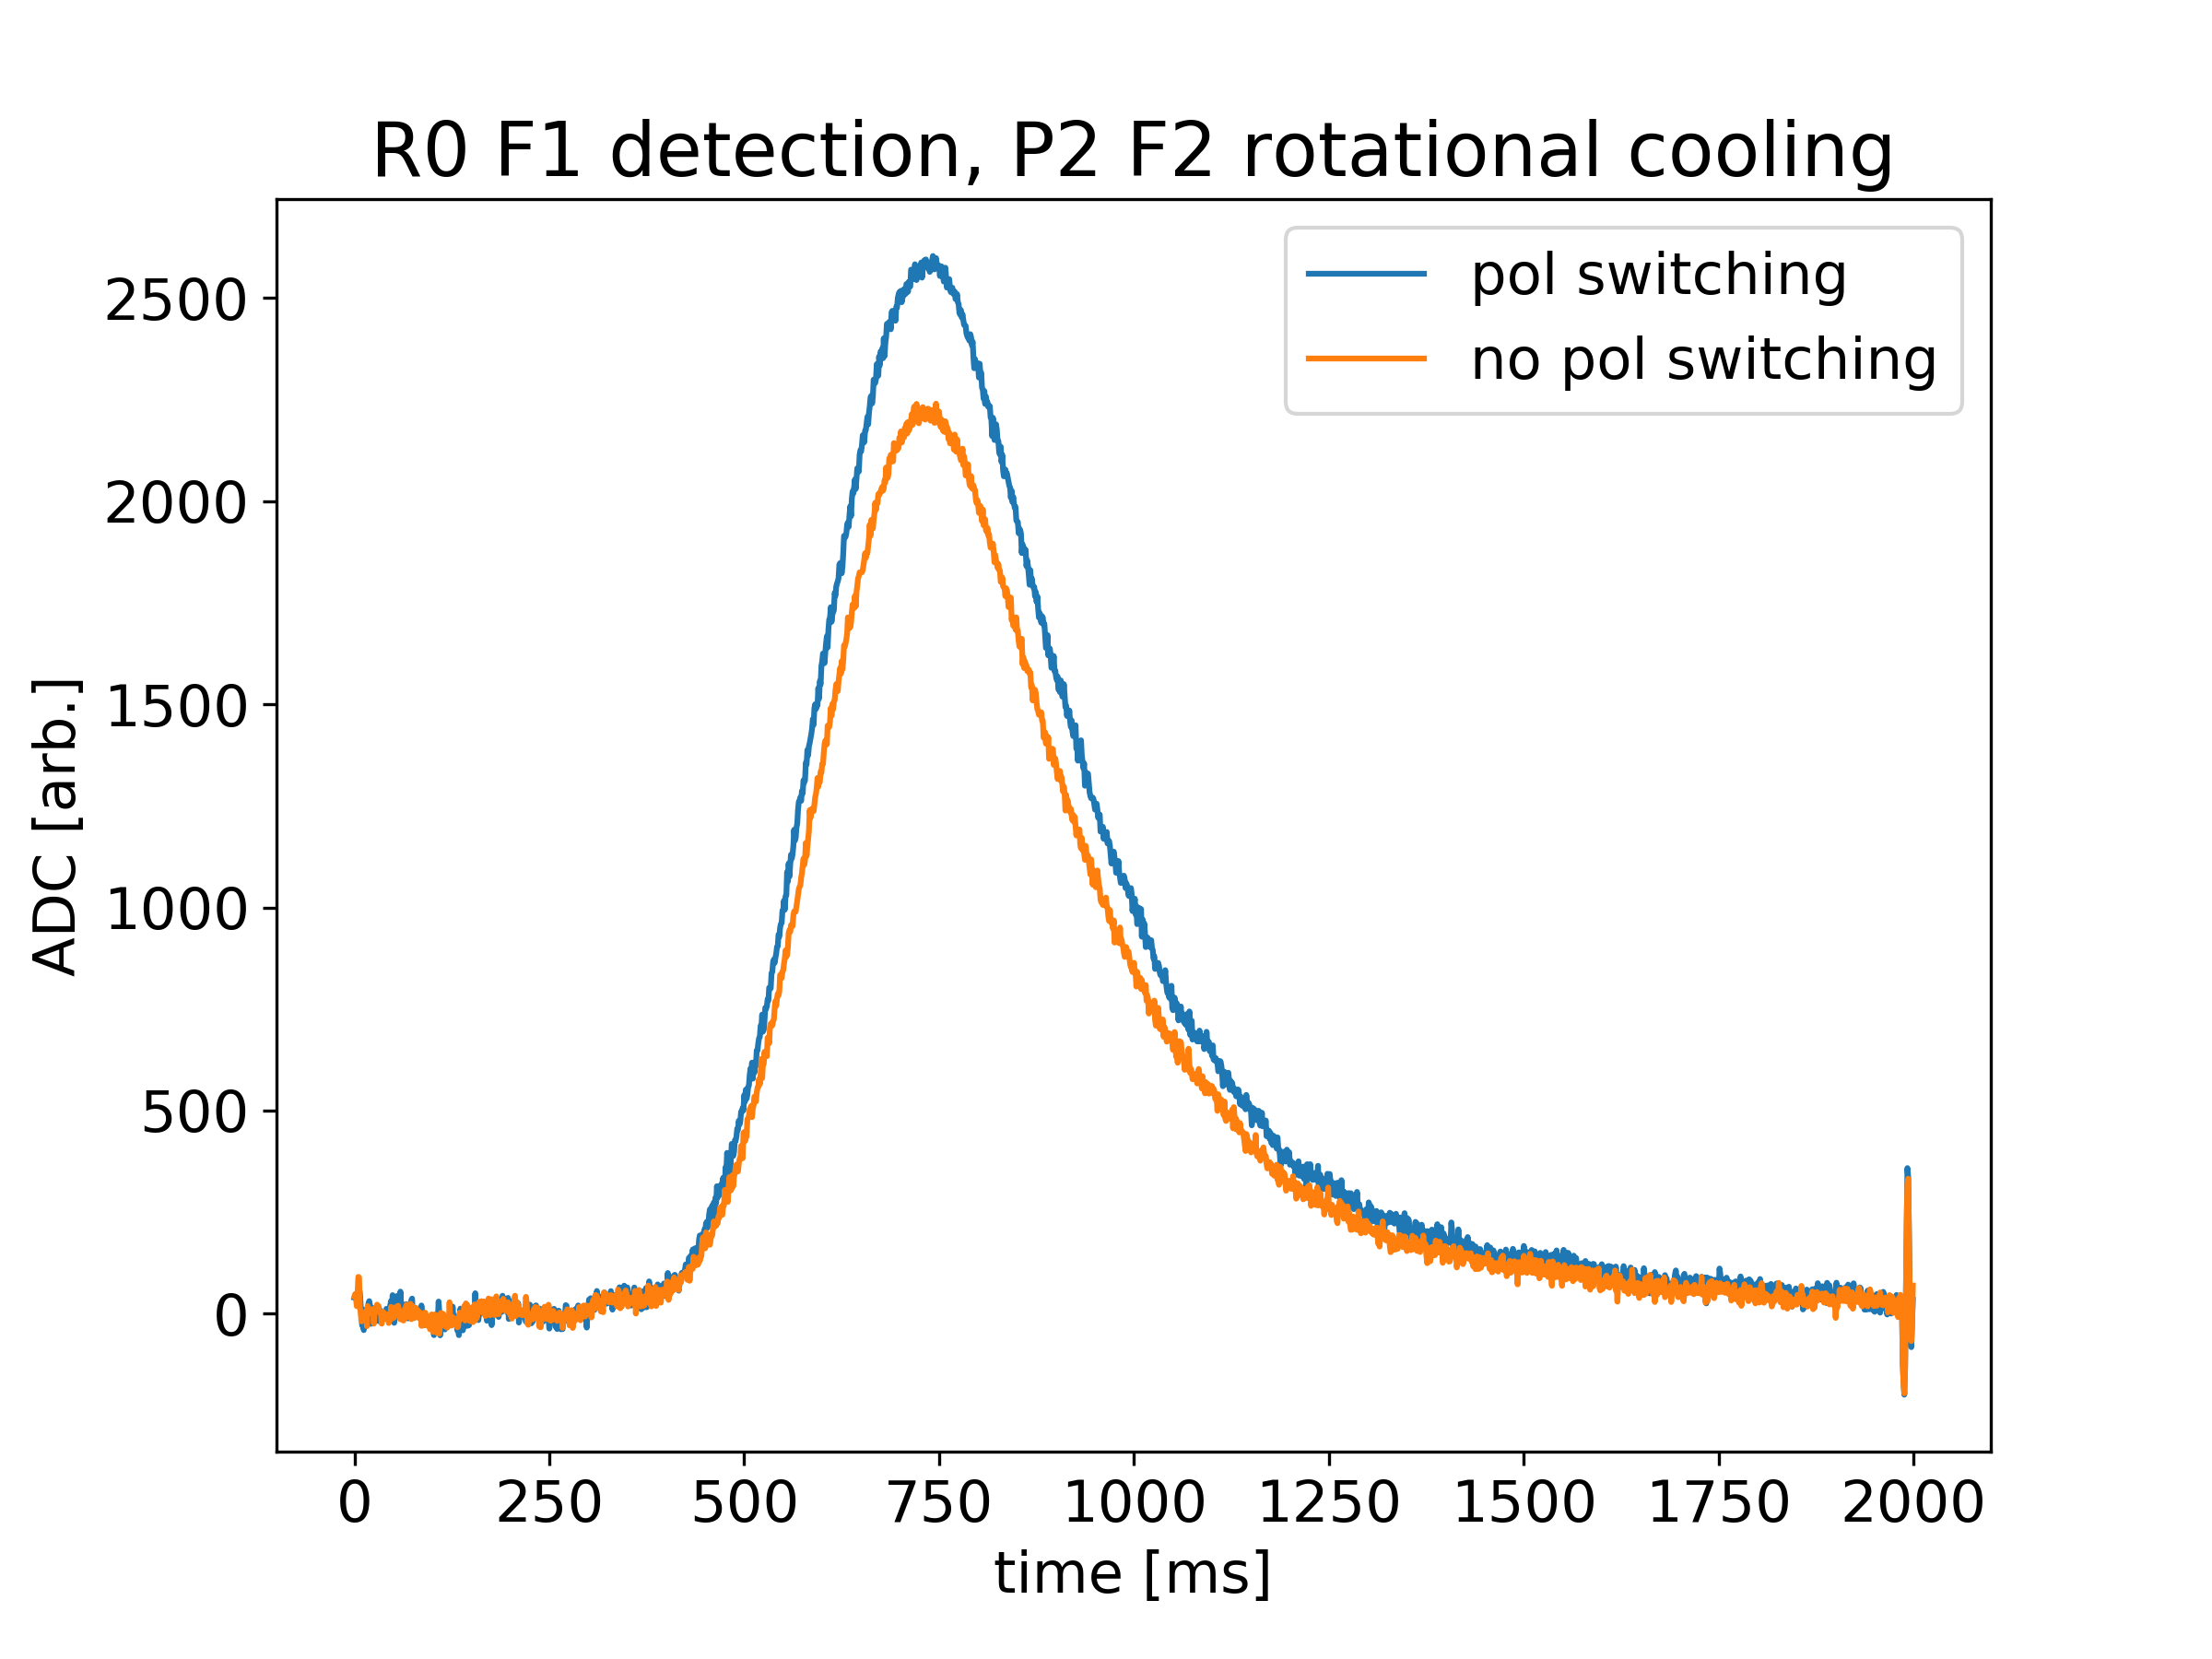 R0 F1 detection, P2 F2 rotational cooling
pol switching
no pol switching
2500
2000
1500
1000
500
0
ADC [arb.]
0 250 500 750 1000 1250 1500 1750 2000
time [ms]